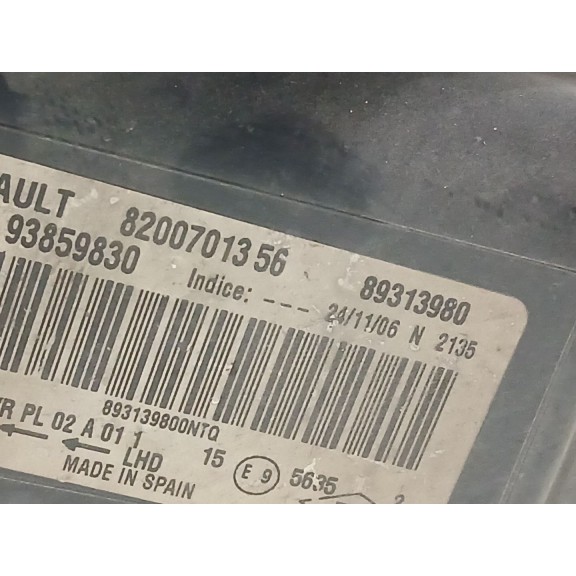 AULT 8200701356 89313980
93859830 Indice: --- 24/11/06 N 2135
893139800NTQ
R PL 02 A 01 1 15 E 9 5635 2
LHD
MADE IN SPAIN